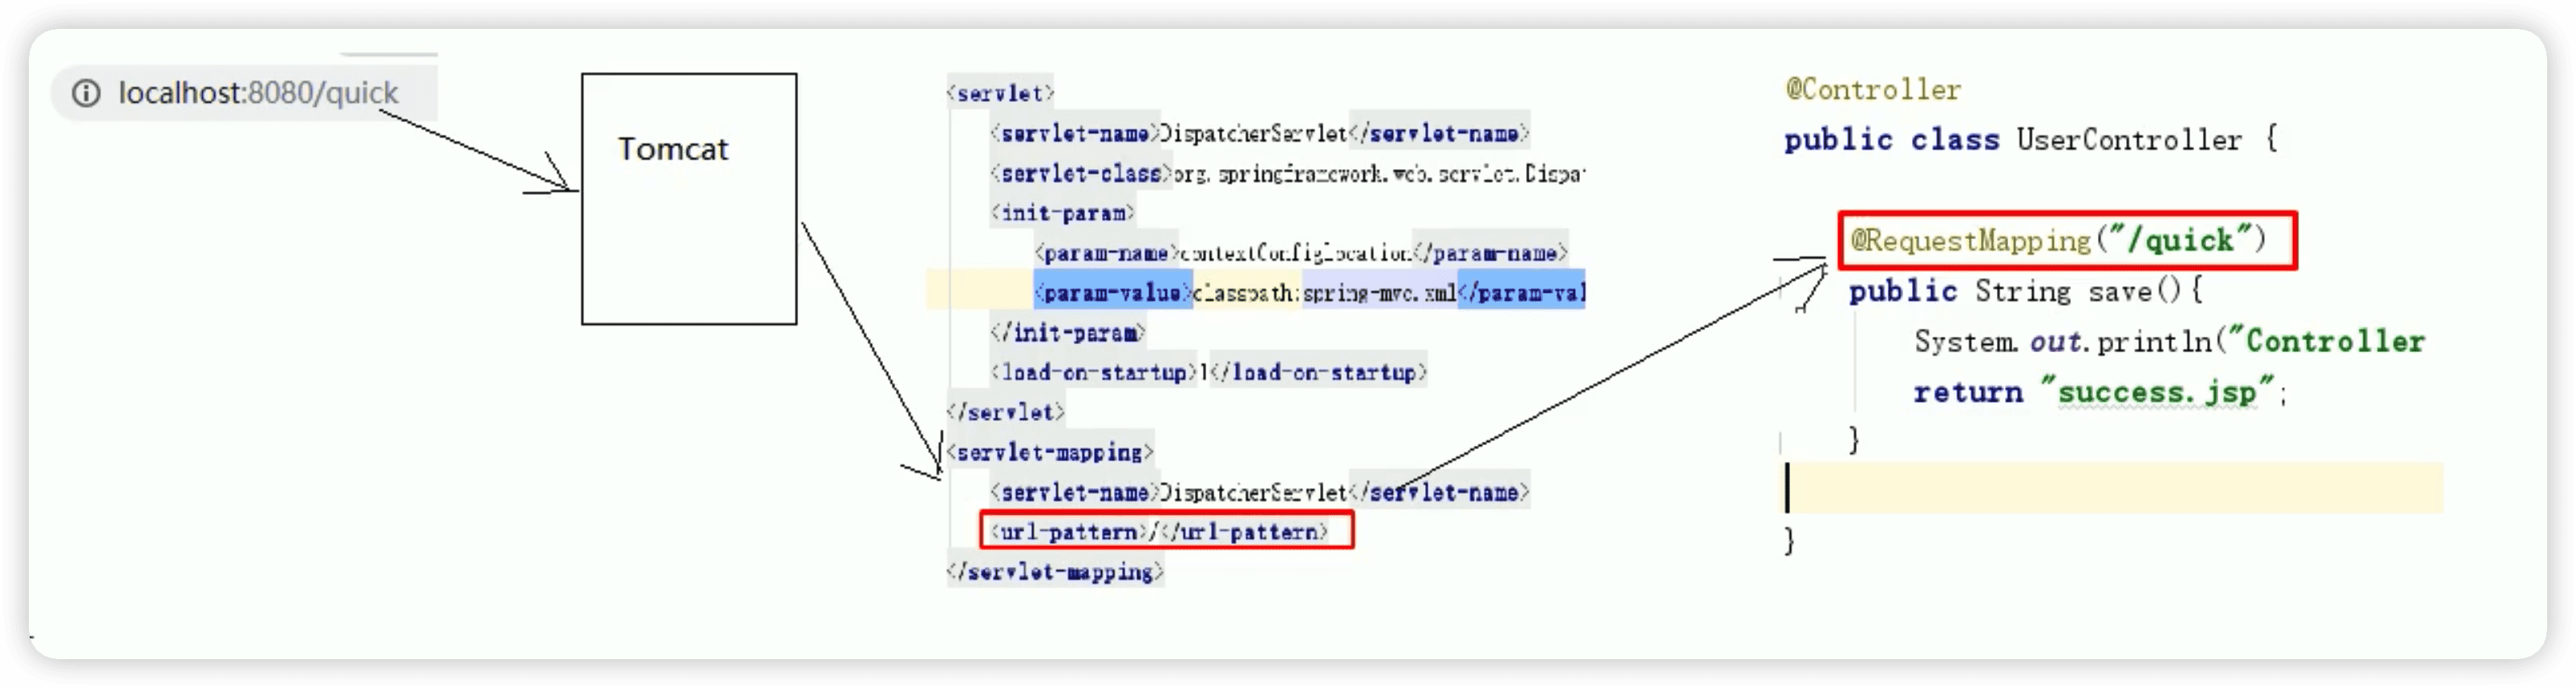 localhost:8080/quick
Tomcat
<servlet>
<servlet-name>DispatcherServlet</servlet-name>
<servlet-class>org.springframework.web.servlet.Dispa
<init-param>
<param-name>contextConfiglocation</param-name>
<param-value>classpath:spring-mvc.xml</param-val
</init-param>
<load-on-startup>1</load-on-startup>
</servlet>
<servlet-mapping>
<servlet-name>DispatcherServlet</servlet-name>
<url-pattern>/</url-pattern>
</servlet-mapping>
@Controller
public class UserController {
@RequestMapping("/quick")
public String save(){
System.out.println("Controller
return "success.jsp";
}
}